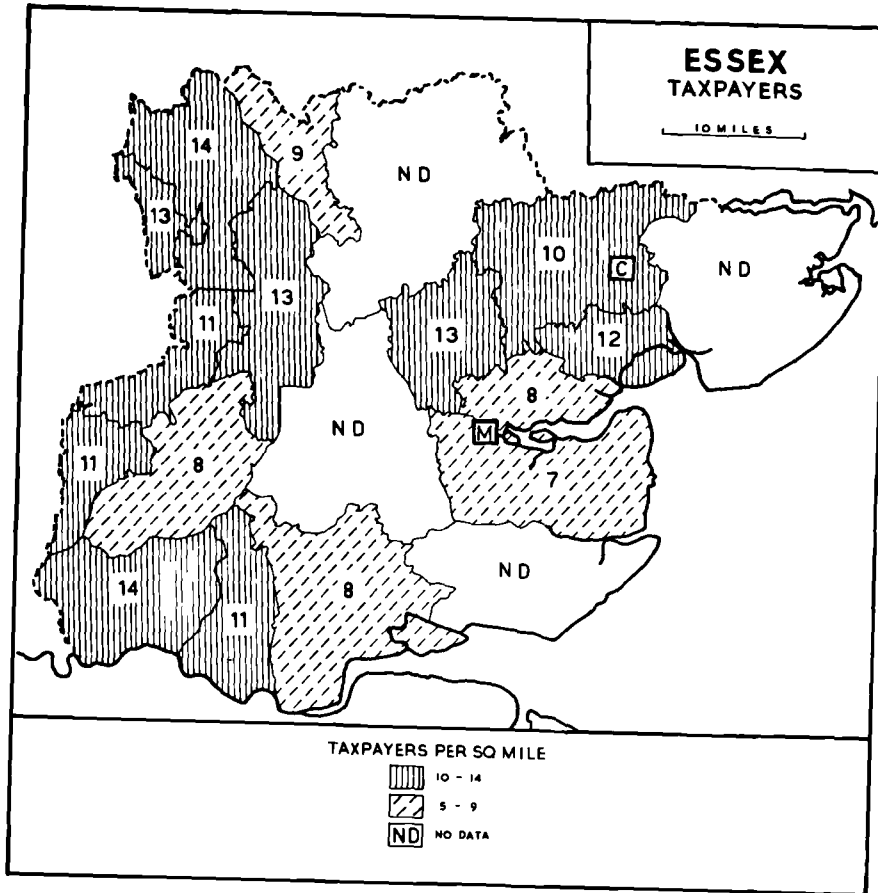 ESSEX
TAXPAYERS
10 MILES
14
9
ND
13
10
C
ND
13
11
13
12
8
ND
M
11
8
7
14
11
8
ND
TAXPAYERS PER SQ MILE
10 - 14
5 - 9
ND NO DATA